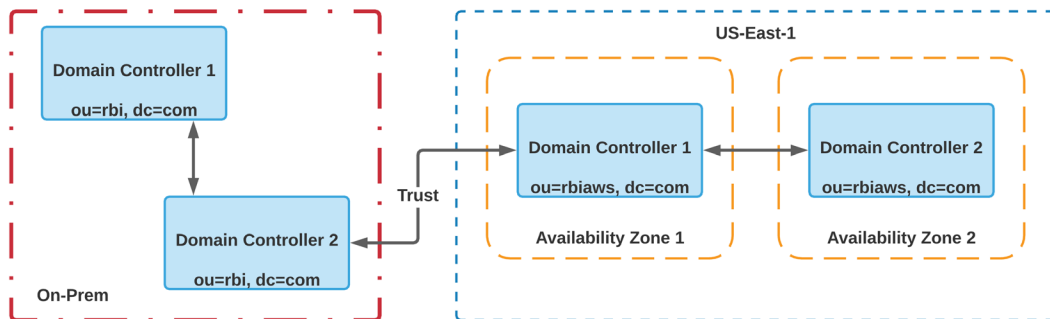 Domain Controller 1
ou=rbi, dc=com
Domain Controller 2
ou=rbi, dc=com
On-Prem
Trust
US-East-1
Domain Controller 1
ou=rbiaws, dc=com
Availability Zone 1
Domain Controller 2
ou=rbiaws, dc=com
Availability Zone 2